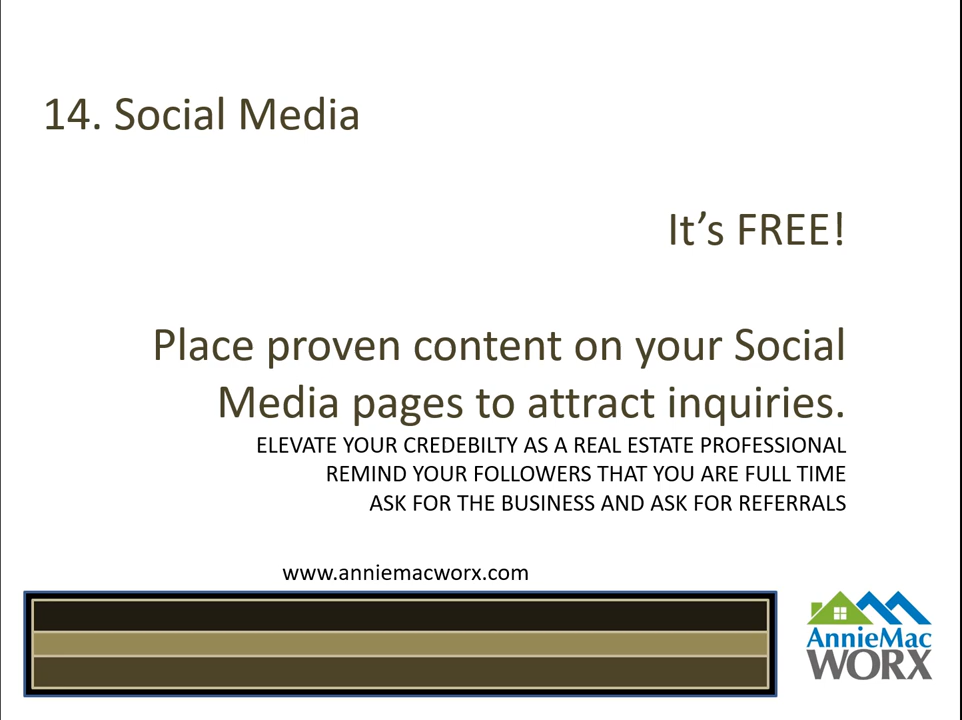 14. Social Media
It’s FREE!
Place proven content on your Social
Media pages to attract inquiries.
ELEVATE YOUR CREDEBILTY AS A REAL ESTATE PROFESSIONAL
REMIND YOUR FOLLOWERS THAT YOU ARE FULL TIME
ASK FOR THE BUSINESS AND ASK FOR REFERRALS
www.anniemacworx.com
AnnieMac
WORX